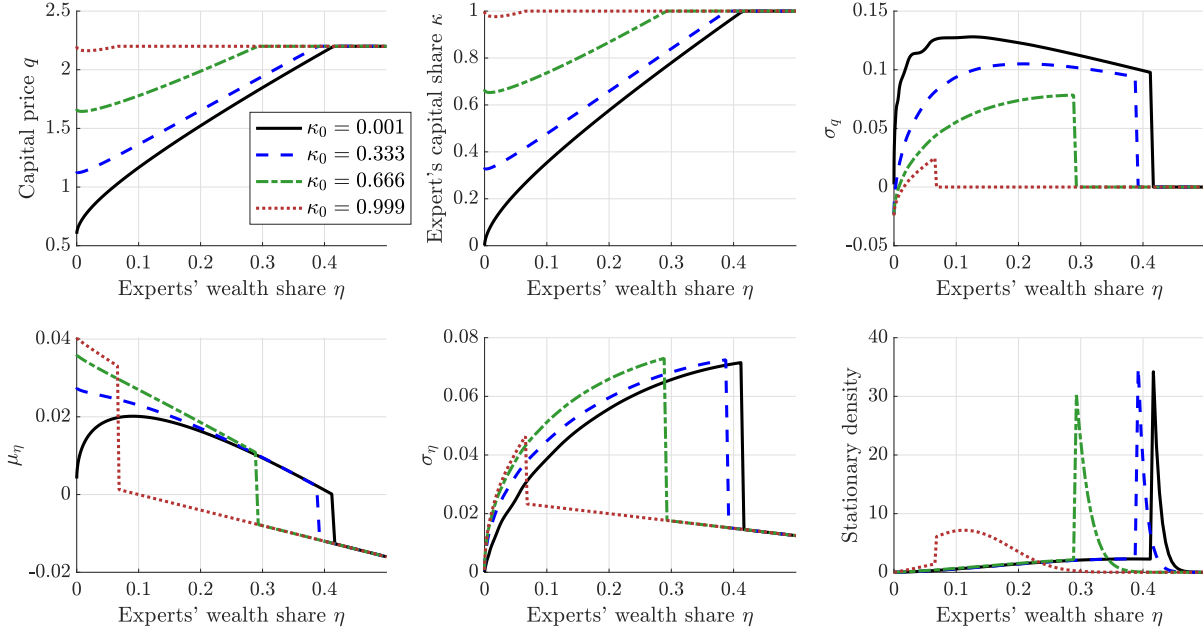 Capital price q
2.5
2
1.5
1
0.5
0 0.1 0.2 0.3 0.4
Experts' wealth share η
κ₀ = 0.001
κ₀ = 0.333
κ₀ = 0.666
κ₀ = 0.999
Expert's capital share κ
1
0.8
0.6
0.4
0.2
0
0 0.1 0.2 0.3 0.4
Experts' wealth share η
σ_q
0.15
0.1
0.05
0
-0.05
0 0.1 0.2 0.3 0.4
Experts' wealth share η
μ_η
0.04
0.02
0
-0.02
0 0.1 0.2 0.3 0.4
Experts' wealth share η
σ_η
0.08
0.06
0.04
0.02
0
0 0.1 0.2 0.3 0.4
Experts' wealth share η
Stationary density
40
30
20
10
0
0 0.1 0.2 0.3 0.4
Experts' wealth share η